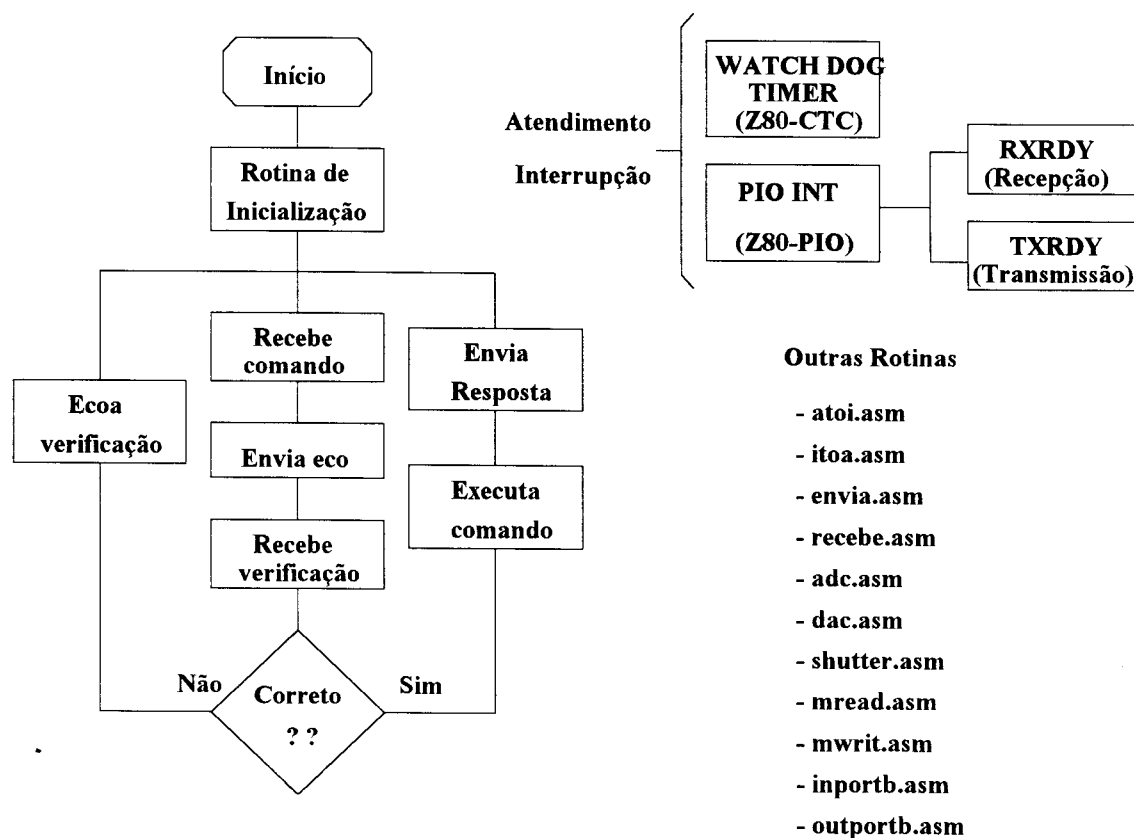 Início
Rotina de
Inicialização
Recebe
comando
Envia eco
Recebe
verificação
Correto
? ?
Não
Sim
Ecoa
verificação
Envia
Resposta
Executa
comando
Atendimento
Interrupção
WATCH DOG
TIMER
(Z80-CTC)
PIO INT
(Z80-PIO)
RXRDY
(Recepção)
TXRDY
(Transmissão)
Outras Rotinas
- atoi.asm
- itoa.asm
- envia.asm
- recebe.asm
- adc.asm
- dac.asm
- shutter.asm
- mread.asm
- mwrit.asm
- inportb.asm
- outportb.asm